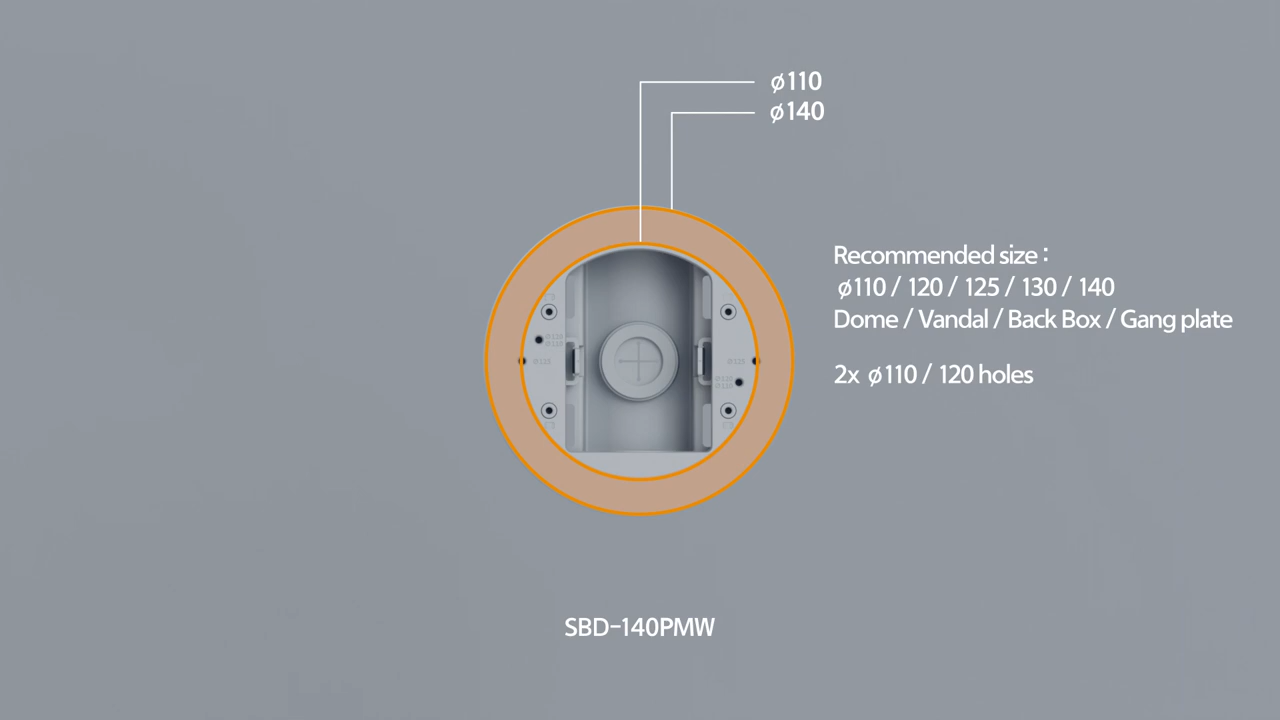 ø110
ø140
Recommended size :
ø110 / 120 / 125 / 130 / 140
Dome / Vandal / Back Box / Gang plate
2x ø110 / 120 holes
SBD-140PMW